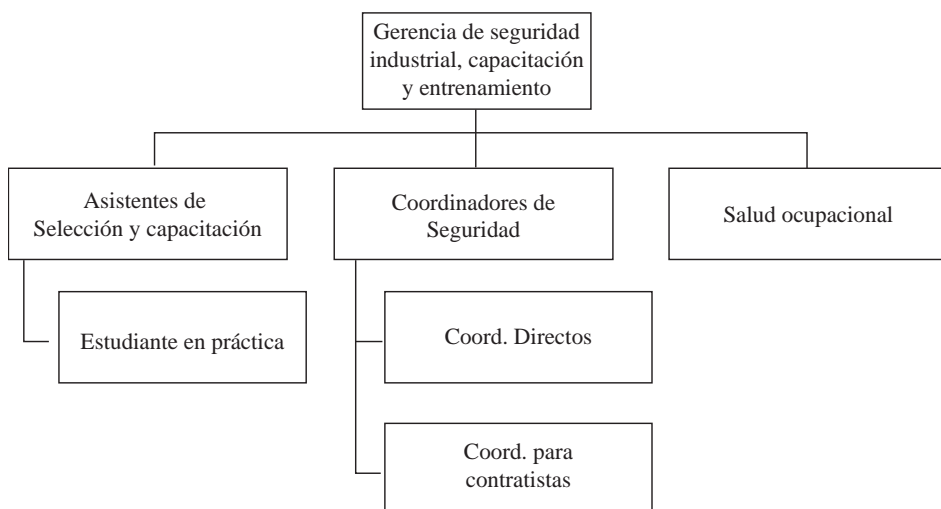 Gerencia de seguridad
industrial, capacitación
y entrenamiento
Asistentes de
Selección y capacitación
Coordinadores de
Seguridad
Salud ocupacional
Estudiante en práctica
Coord. Directos
Coord. para
contratistas